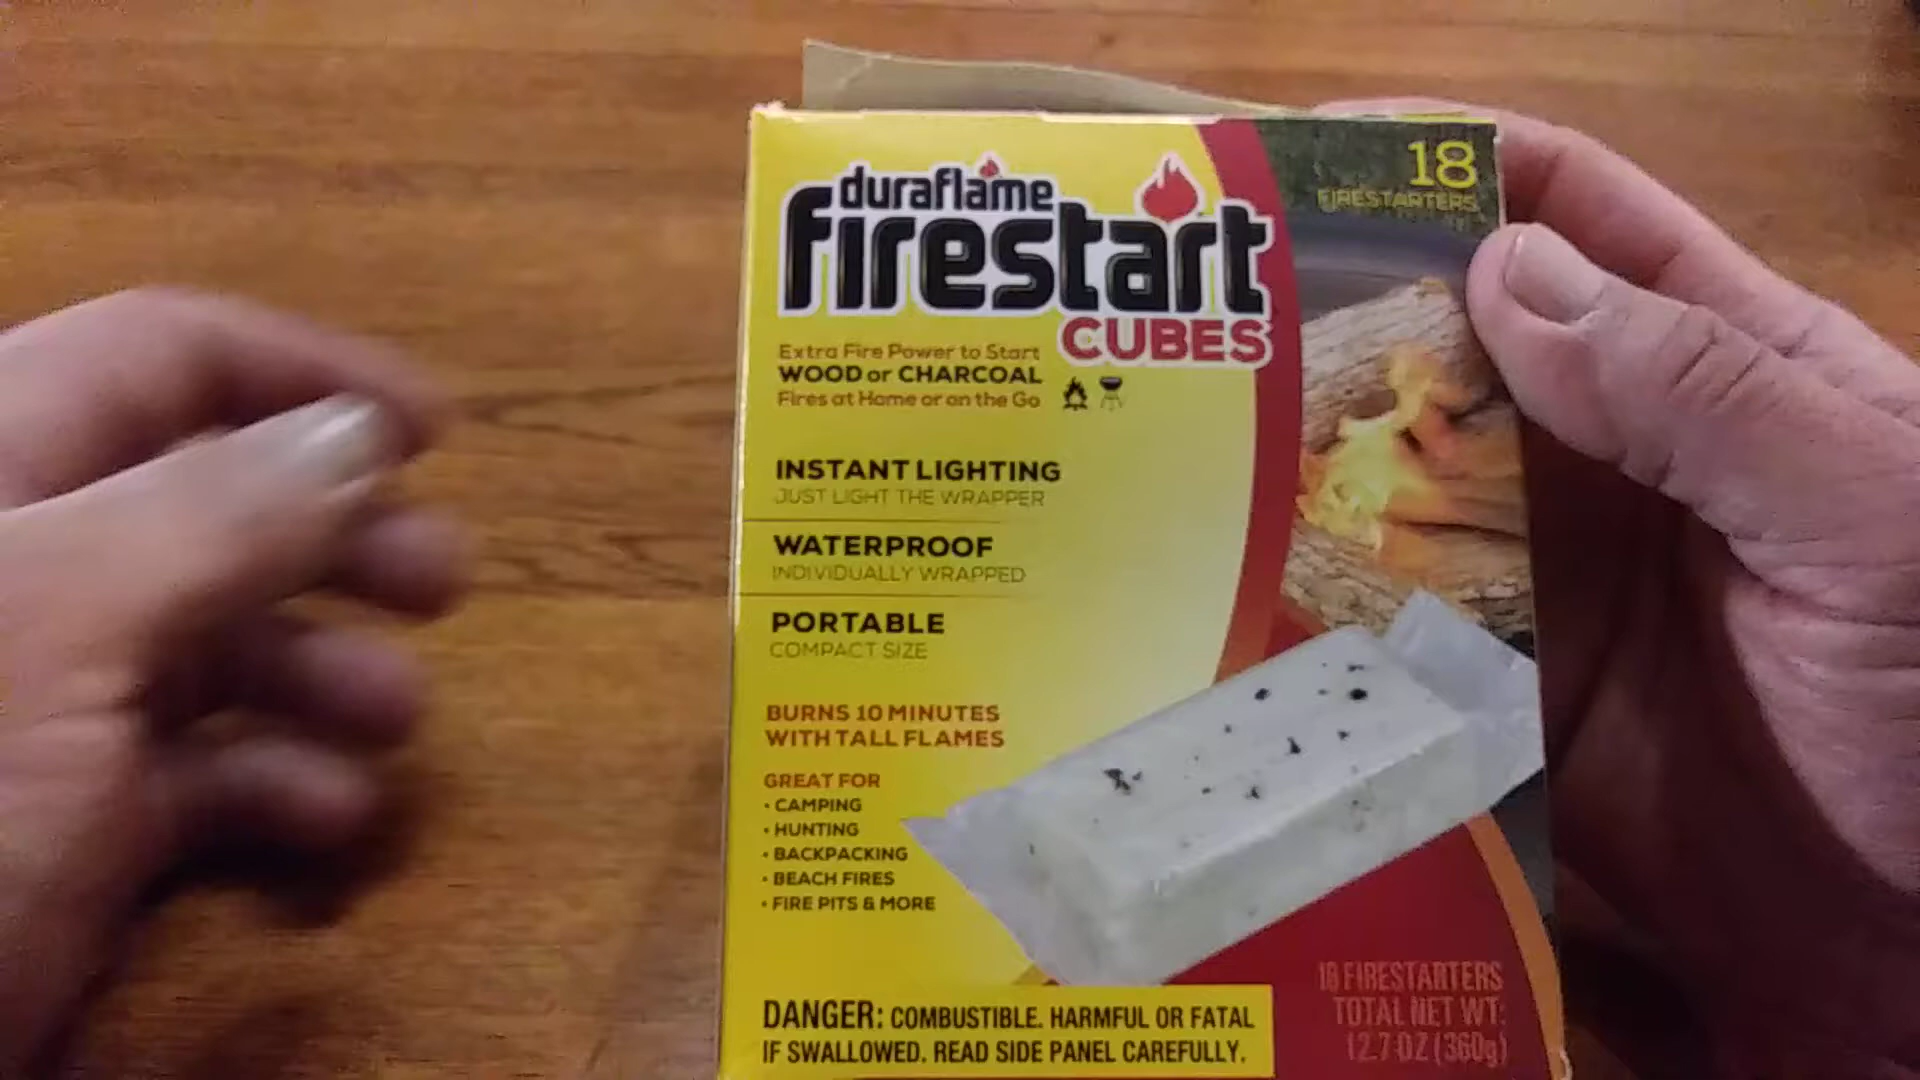 18
FIRESTARTERS
duraflame
firestart
CUBES
Extra Fire Power to Start
WOOD or CHARCOAL
Fires at Home or on the Go
INSTANT LIGHTING
JUST LIGHT THE WRAPPER
WATERPROOF
INDIVIDUALLY WRAPPED
PORTABLE
COMPACT SIZE
BURNS 10 MINUTES
WITH TALL FLAMES
GREAT FOR
• CAMPING
• HUNTING
• BACKPACKING
• BEACH FIRES
• FIRE PITS & MORE
DANGER: COMBUSTIBLE. HARMFUL OR FATAL
IF SWALLOWED. READ SIDE PANEL CAREFULLY.
18 FIRESTARTERS
TOTAL NET WT:
12.7 OZ (360g)